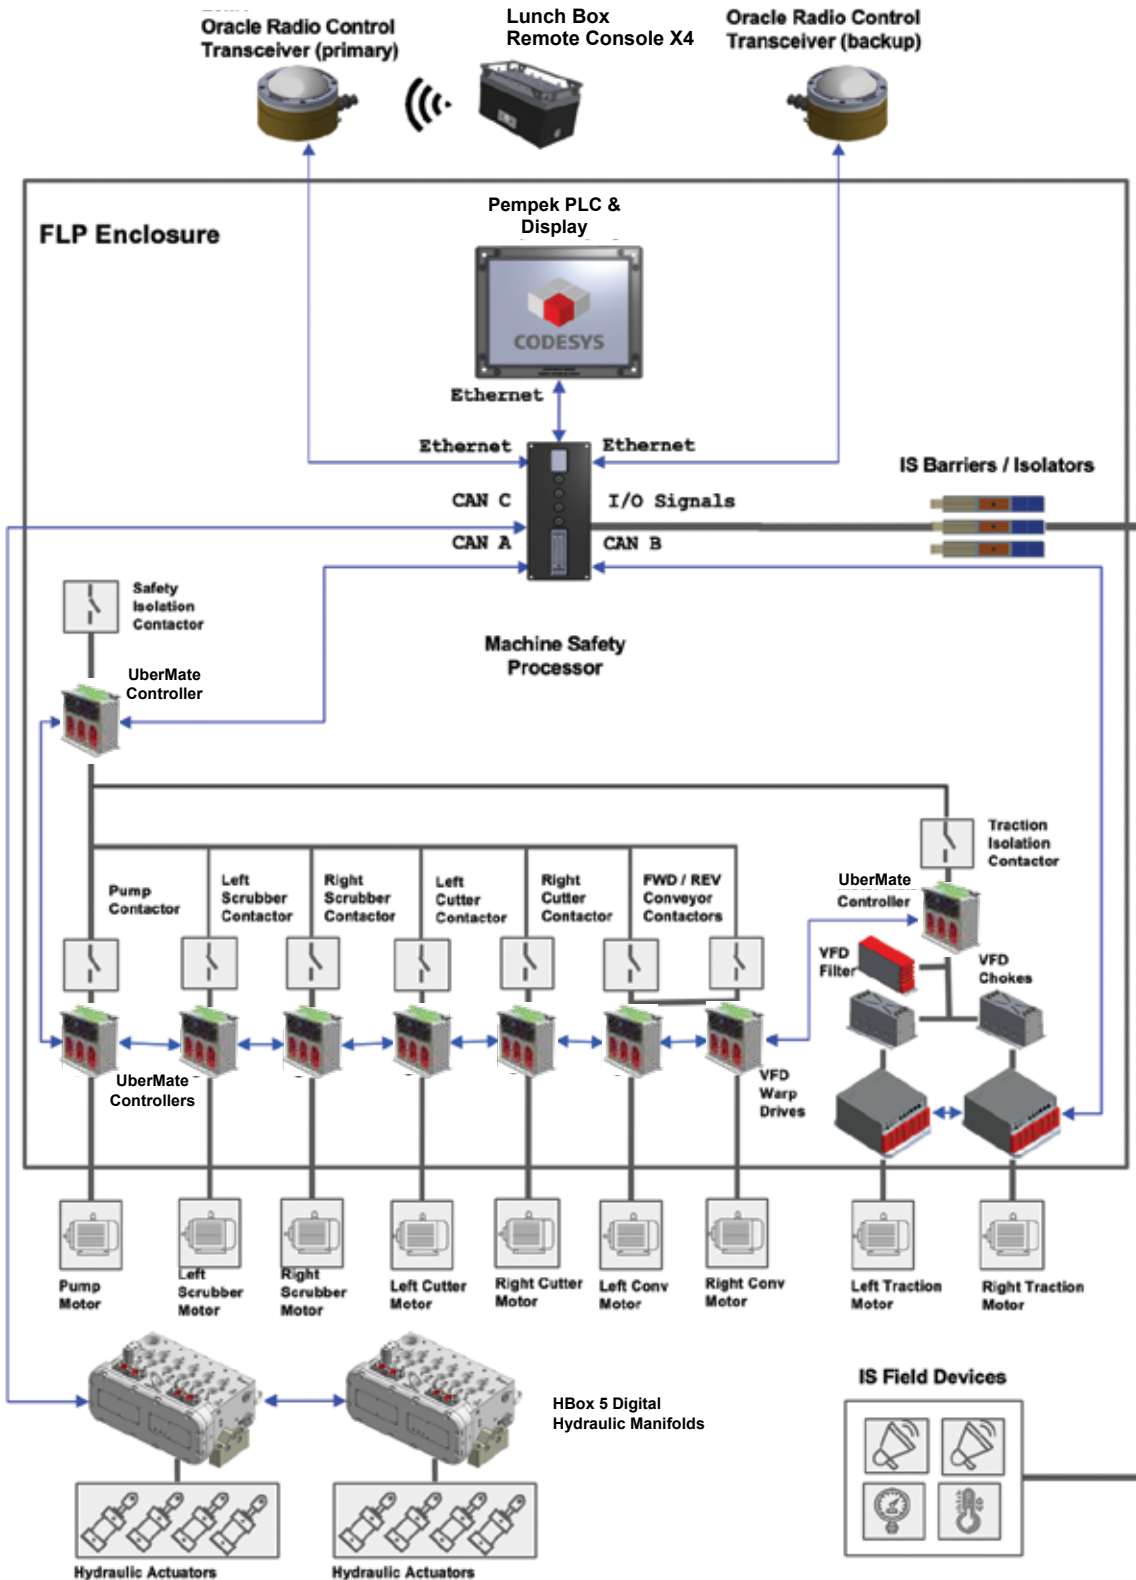 Oracle Radio Control
Transceiver (primary)
Lunch Box
Remote Console X4
Oracle Radio Control
Transceiver (backup)
FLP Enclosure
Pempek PLC &
Display
CODESYS
Ethernet
Ethernet
Ethernet
CAN C
I/O Signals
CAN A
CAN B
IS Barriers / Isolators
Safety
Isolation
Contactor
Machine Safety
Processor
UberMate
Controller
Traction
Isolation
Contactor
UberMate
Controller
Pump
Contactor
Left
Scrubber
Contactor
Right
Scrubber
Contactor
Left
Cutter
Contactor
Right
Cutter
Contactor
FWD / REV
Conveyor
Contactors
VFD
Filter
VFD
Chokes
UberMate
Controllers
VFD
Warp
Drives
Pump
Motor
Left
Scrubber
Motor
Right
Scrubber
Motor
Left Cutter
Motor
Right Cutter
Motor
Left Conv
Motor
Right Conv
Motor
Left Traction
Motor
Right Traction
Motor
HBox 5 Digital
Hydraulic Manifolds
IS Field Devices
Hydraulic Actuators
Hydraulic Actuators